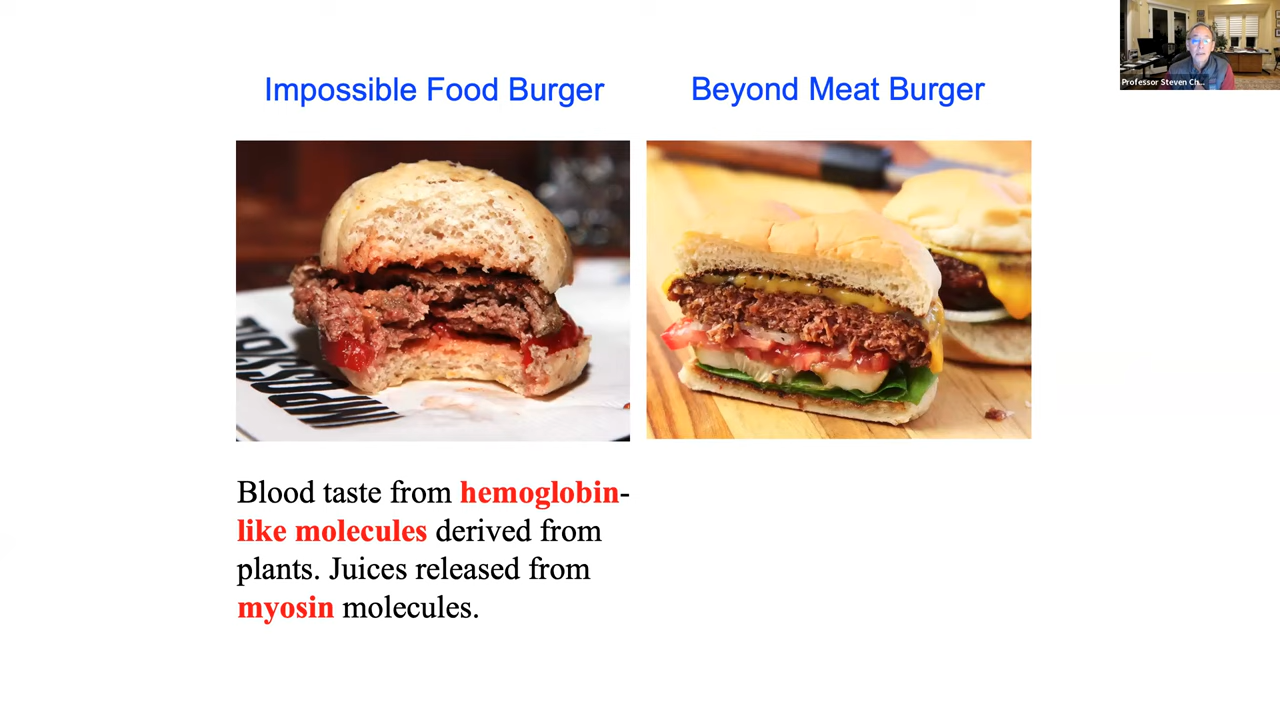 Impossible Food Burger
Beyond Meat Burger
Professor Steven Ch...
IMPOSSIBL
Blood taste from hemoglobin-
like molecules derived from
plants. Juices released from
myosin molecules.